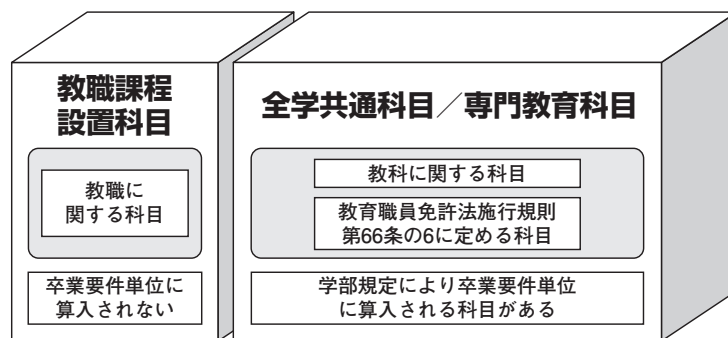 教職課程
設置科目
教職に
関する科目
卒業要件単位に
算入されない
全学共通科目／専門教育科目
教科に関する科目
教育職員免許法施行規則
第66条の6に定める科目
学部規定により卒業要件単位
に算入される科目がある